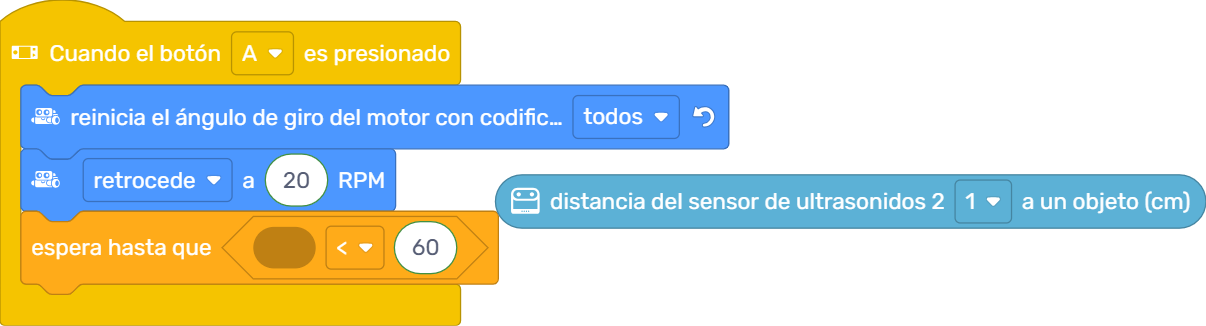 Cuando el botón A es presionado
reinicia el ángulo de giro del motor con codific... todos
retrocede a 20 RPM
distancia del sensor de ultrasonidos 2 1 a un objeto (cm)
espera hasta que < 60